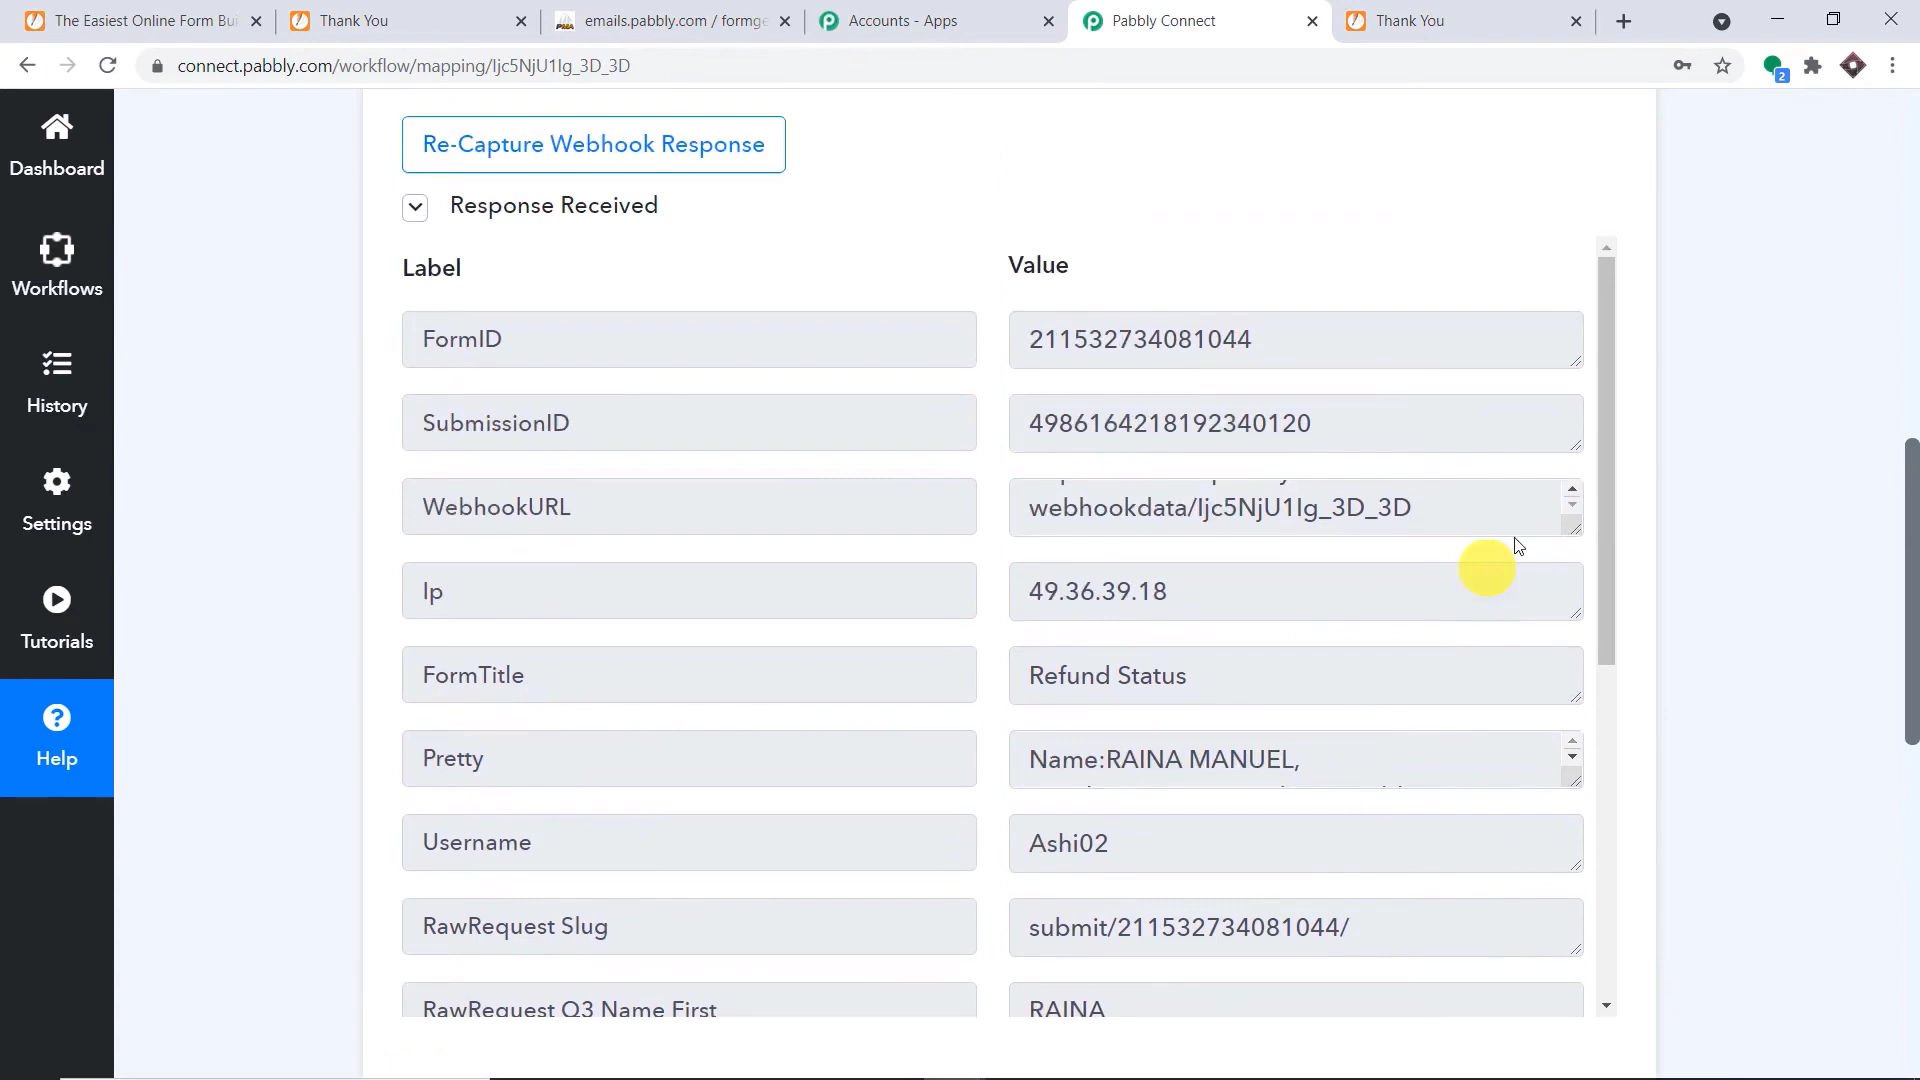 The Easiest Online Form Bui
Thank You
emails.pabbly.com / formge
Accounts - Apps
Pabbly Connect
Thank You
connect.pabbly.com/workflow/mapping/Ijc5NjU1Ig_3D_3D
2
Dashboard
Workflows
History
Settings
Tutorials
Help
Re-Capture Webhook Response
Response Received
Label
Value
FormID
211532734081044
SubmissionID
4986164218192340120
WebhookURL
webhookdata/Ijc5NjU1Ig_3D_3D
Ip
49.36.39.18
FormTitle
Refund Status
Pretty
Name:RAINA MANUEL,
Username
Ashi02
RawRequest Slug
submit/211532734081044/
RawRequest Q3 Name First
RAINA